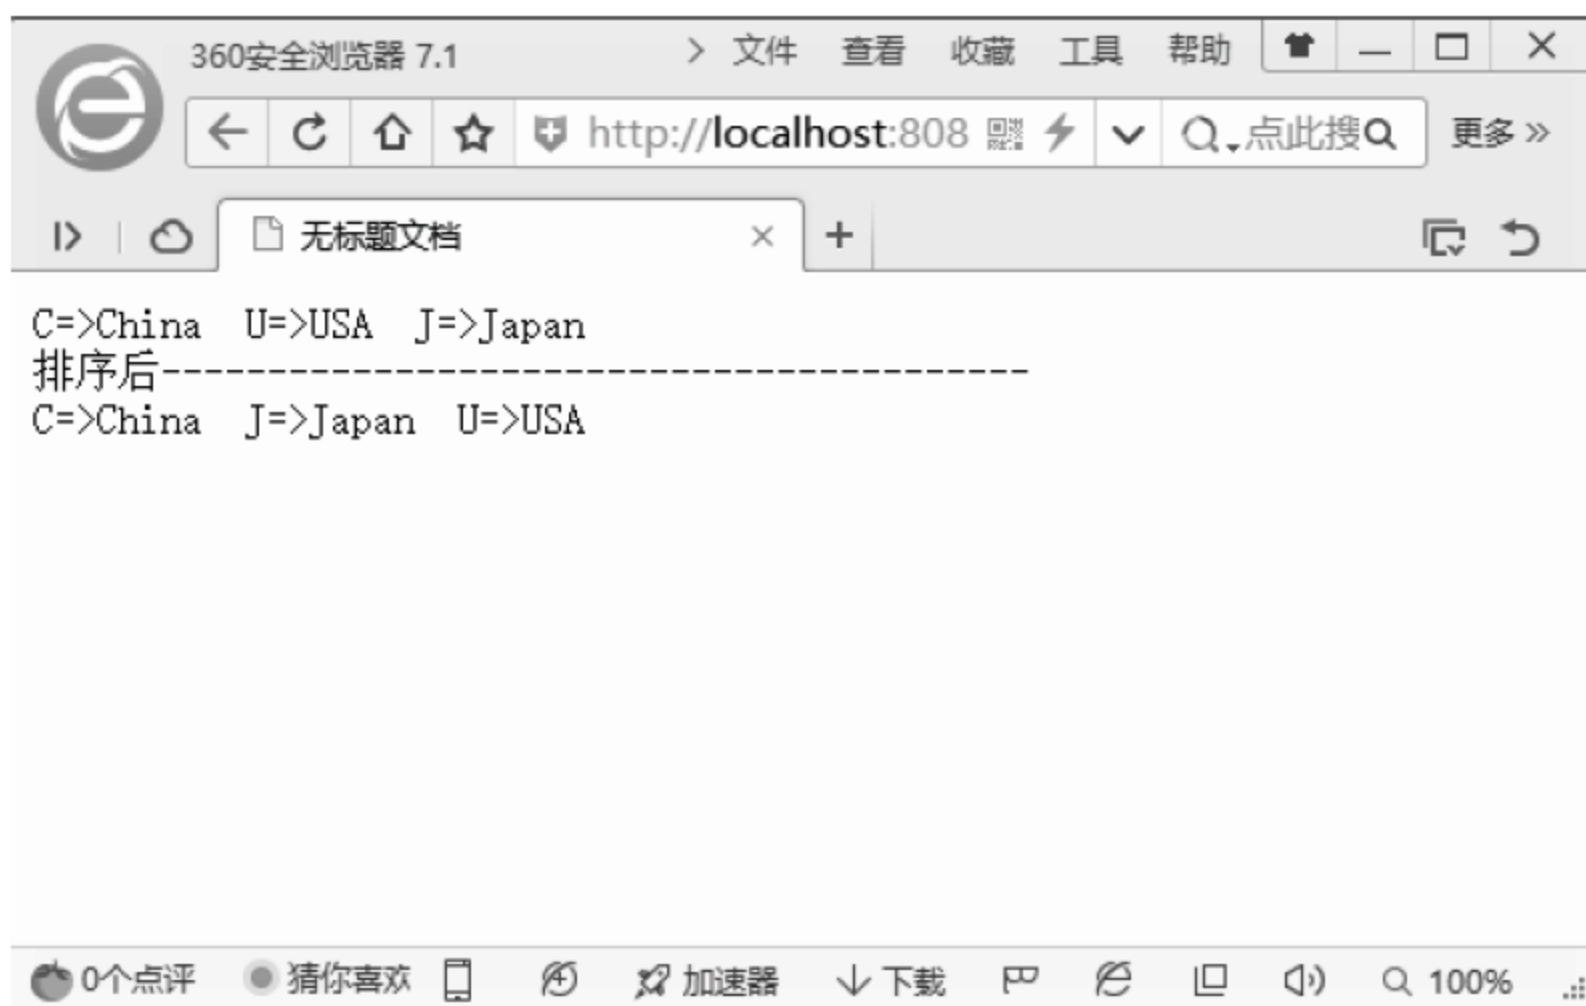 360安全浏览器 7.1 > 文件 查看 收藏 工具 帮助
http://localhost:808 点此搜 更多 »
无标题文档
C=>China U=>USA J=>Japan
排序后-----------------------------------------
C=>China J=>Japan U=>USA
0个点评 猜你喜欢 加速器 下载 100%